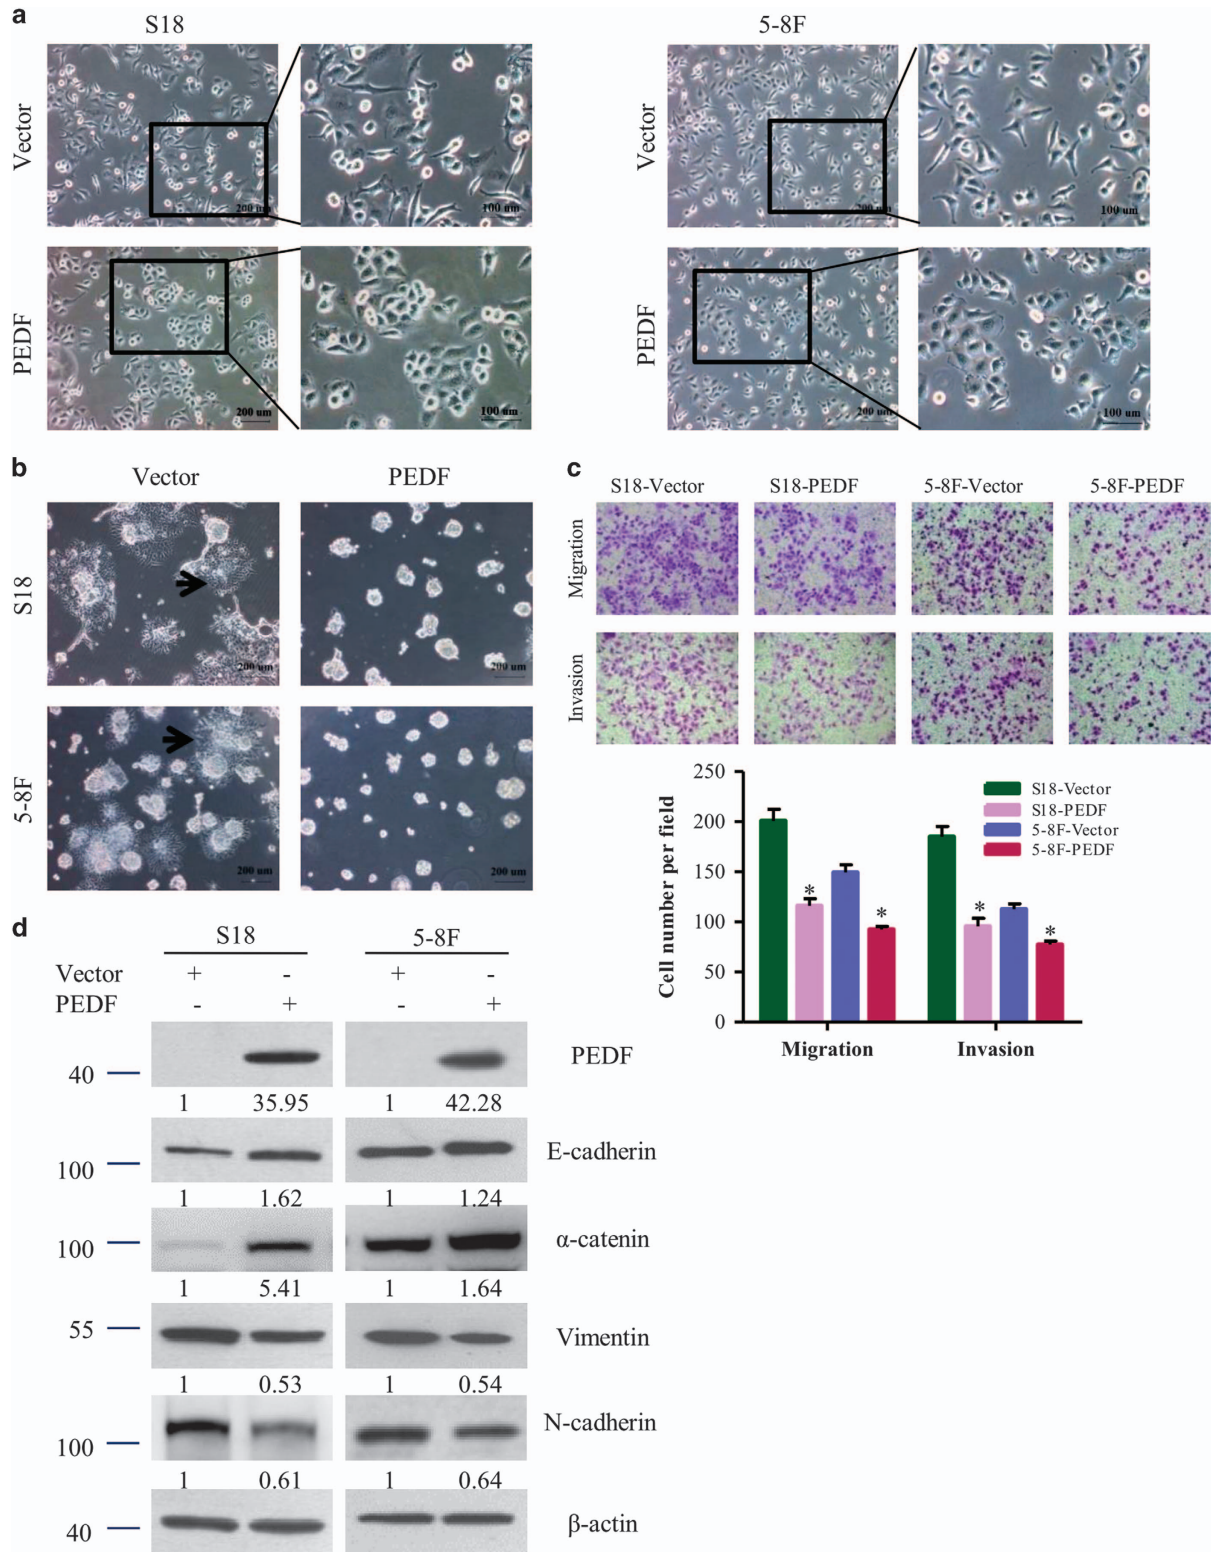 a
S18
5-8F
Vector
200 um
100 um
Vector
200 um
100 um
PEDF
200 um
100 um
PEDF
200 um
100 um
b
Vector
PEDF
S18
200 um
200 um
5-8F
200 um
200 um
c
S18-Vector
S18-PEDF
5-8F-Vector
5-8F-PEDF
Migration
Invasion
250
200
150
100
50
0
Cell number per field
S18-Vector
S18-PEDF
5-8F-Vector
5-8F-PEDF
*
*
*
*
Migration
Invasion
d
S18
5-8F
Vector + - + -
PEDF - + - +
40
PEDF
1 35.95 1 42.28
100
E-cadherin
1 1.62 1 1.24
100
α-catenin
1 5.41 1 1.64
55
Vimentin
1 0.53 1 0.54
100
N-cadherin
1 0.61 1 0.64
40
β-actin